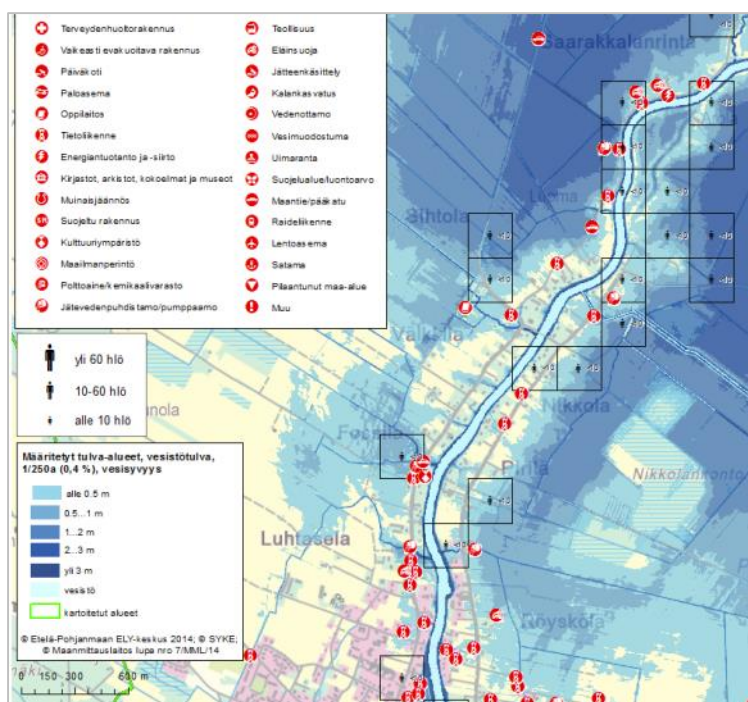 Terveydenhuoltorakennus
Vaikeasti evakuoitava rakennus
Päiväkoti
Paloasema
Oppilaitos
Tietoliikenne
Energiantuotanto ja -siirto
Kirjastot, arkistot, kokoelmat ja museot
Muinaisjäännös
Suojeltu rakennus
Kulttuuriympäristö
Maailmanperintö
Polttoaine/kemikaalivarasto
Jätevedenpuhdistamo/pumppaamo
Teollisuus
Eläinsuoja
Jätteenkäsittely
Kalankasvatus
Vedenottamo
Vesimuodostuma
Uimaranta
Suojelualue/luontoarvo
Maantie/pääkatu
Raideliikenne
Lentoasema
Satama
Pilaantunut maa-alue
Muu
yli 60 hlö
10-60 hlö
alle 10 hlö
Määritetyt tulva-alueet, vesistötulva,
1/250a (0,4 %), vesisyvyys
alle 0.5 m
0.5...1 m
1...2 m
2...3 m
yli 3 m
vesistö
kartoitetut alueet
© Etelä-Pohjanmaan ELY-keskus 2014; © SYKE;
© Maanmittauslaitos lupa nro 7/MML/14
0 150 300 600 m
Saarakkalanrinta
Luoma
Sihtola
Välkkilä
Nikkola
Pirilä
Luhtasela
Röyskölä